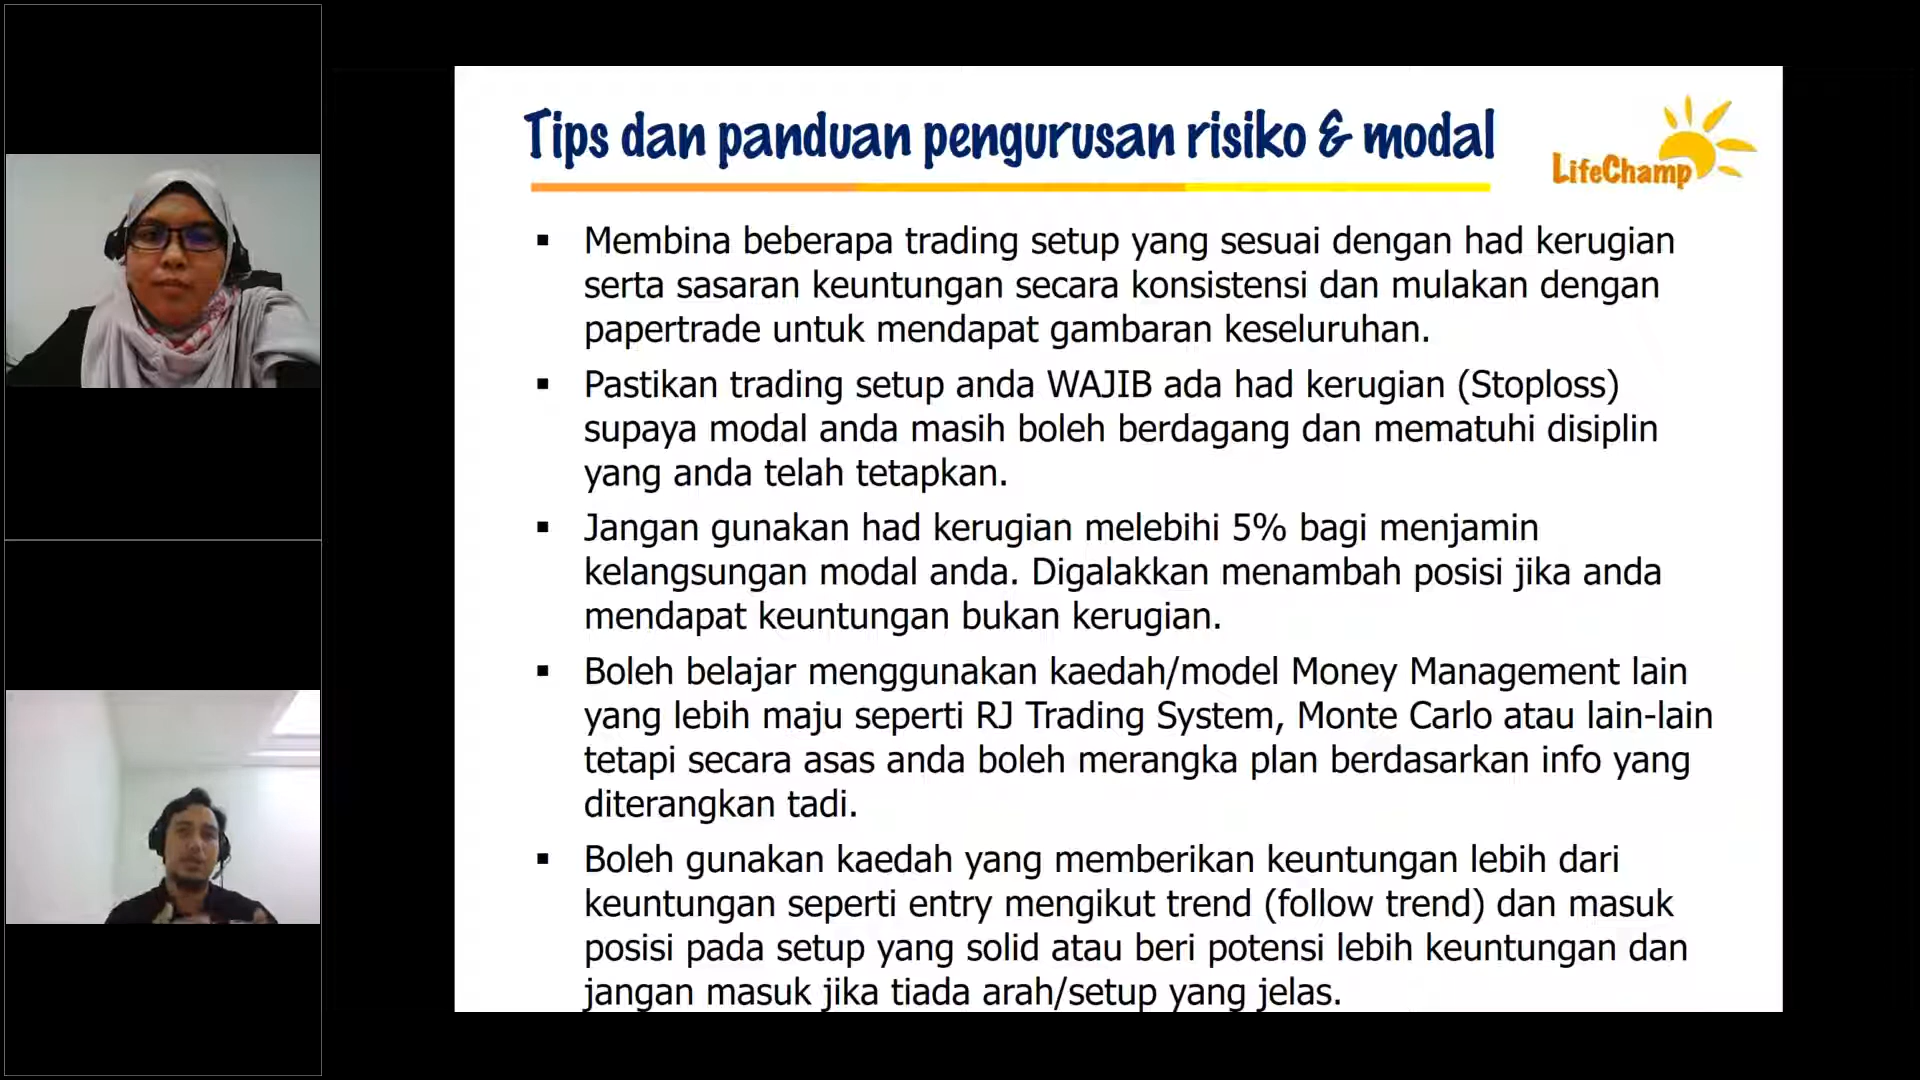 Tips dan panduan pengurusan risiko & modal
LifeChamp
▪ Membina beberapa trading setup yang sesuai dengan had kerugian
serta sasaran keuntungan secara konsistensi dan mulakan dengan
papertrade untuk mendapat gambaran keseluruhan.
▪ Pastikan trading setup anda WAJIB ada had kerugian (Stoploss)
supaya modal anda masih boleh berdagang dan mematuhi disiplin
yang anda telah tetapkan.
▪ Jangan gunakan had kerugian melebihi 5% bagi menjamin
kelangsungan modal anda. Digalakkan menambah posisi jika anda
mendapat keuntungan bukan kerugian.
▪ Boleh belajar menggunakan kaedah/model Money Management lain
yang lebih maju seperti RJ Trading System, Monte Carlo atau lain-lain
tetapi secara asas anda boleh merangka plan berdasarkan info yang
diterangkan tadi.
▪ Boleh gunakan kaedah yang memberikan keuntungan lebih dari
keuntungan seperti entry mengikut trend (follow trend) dan masuk
posisi pada setup yang solid atau beri potensi lebih keuntungan dan
jangan masuk jika tiada arah/setup yang jelas.